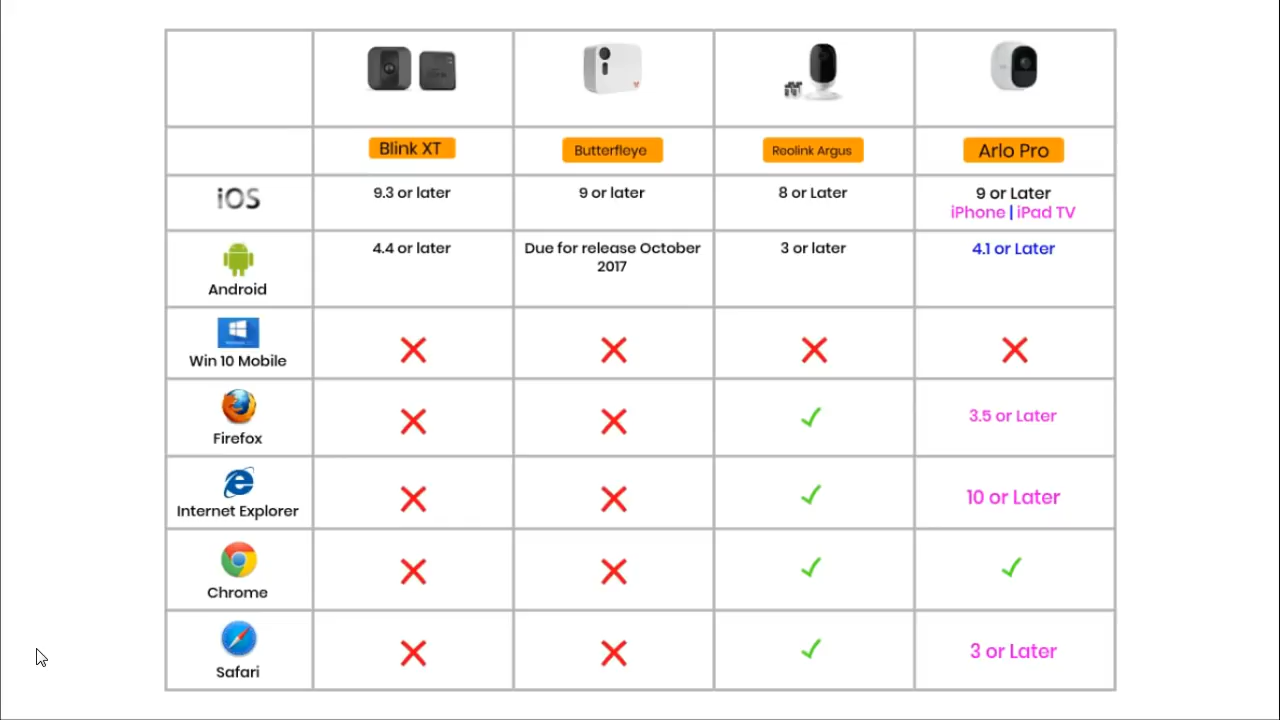 Blink XT
Butterfleye
Reolink Argus
Arlo Pro
iOS
9.3 or later
9 or later
8 or Later
9 or Later
iPhone | iPad TV
Android
4.4 or later
Due for release October
2017
3 or later
4.1 or Later
Win 10 Mobile
Firefox
3.5 or Later
Internet Explorer
10 or Later
Chrome
Safari
3 or Later